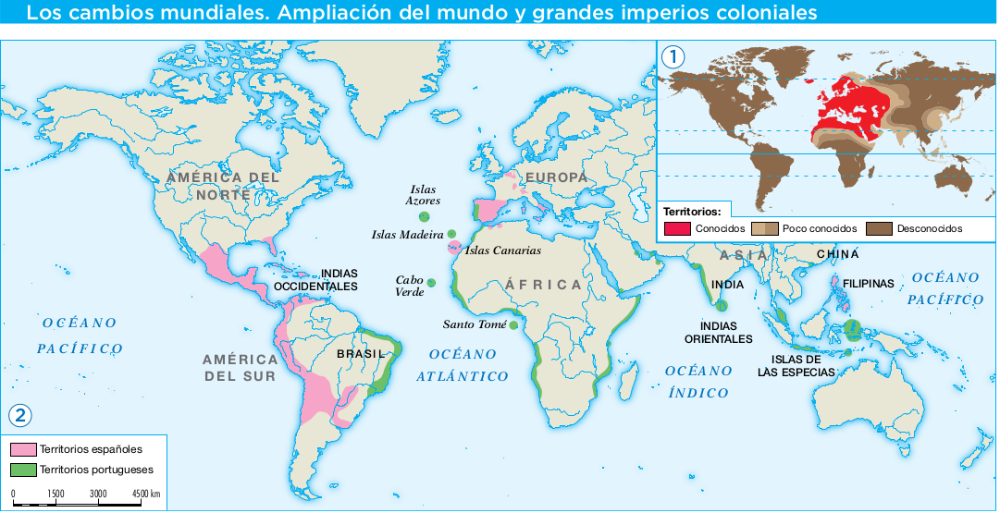 Los cambios mundiales. Ampliación del mundo y grandes imperios coloniales
1
Territorios:
Conocidos
Poco conocidos
Desconocidos
AMÉRICA DEL
NORTE
Islas
Azores
EUROPA
Islas Madeira
Islas Canarias
ASIA
CHINA
INDIAS
OCCIDENTALES
Cabo
Verde
ÁFRICA
INDIA
FILIPINAS
OCÉANO
PACÍFICO
OCÉANO
PACÍFICO
Santo Tomé
INDIAS
ORIENTALES
AMÉRICA
DEL SUR
BRASIL
OCÉANO
ATLÁNTICO
ISLAS DE
LAS ESPECIAS
OCÉANO
ÍNDICO
2
Territorios españoles
Territorios portugueses
0 1500 3000 4500 km